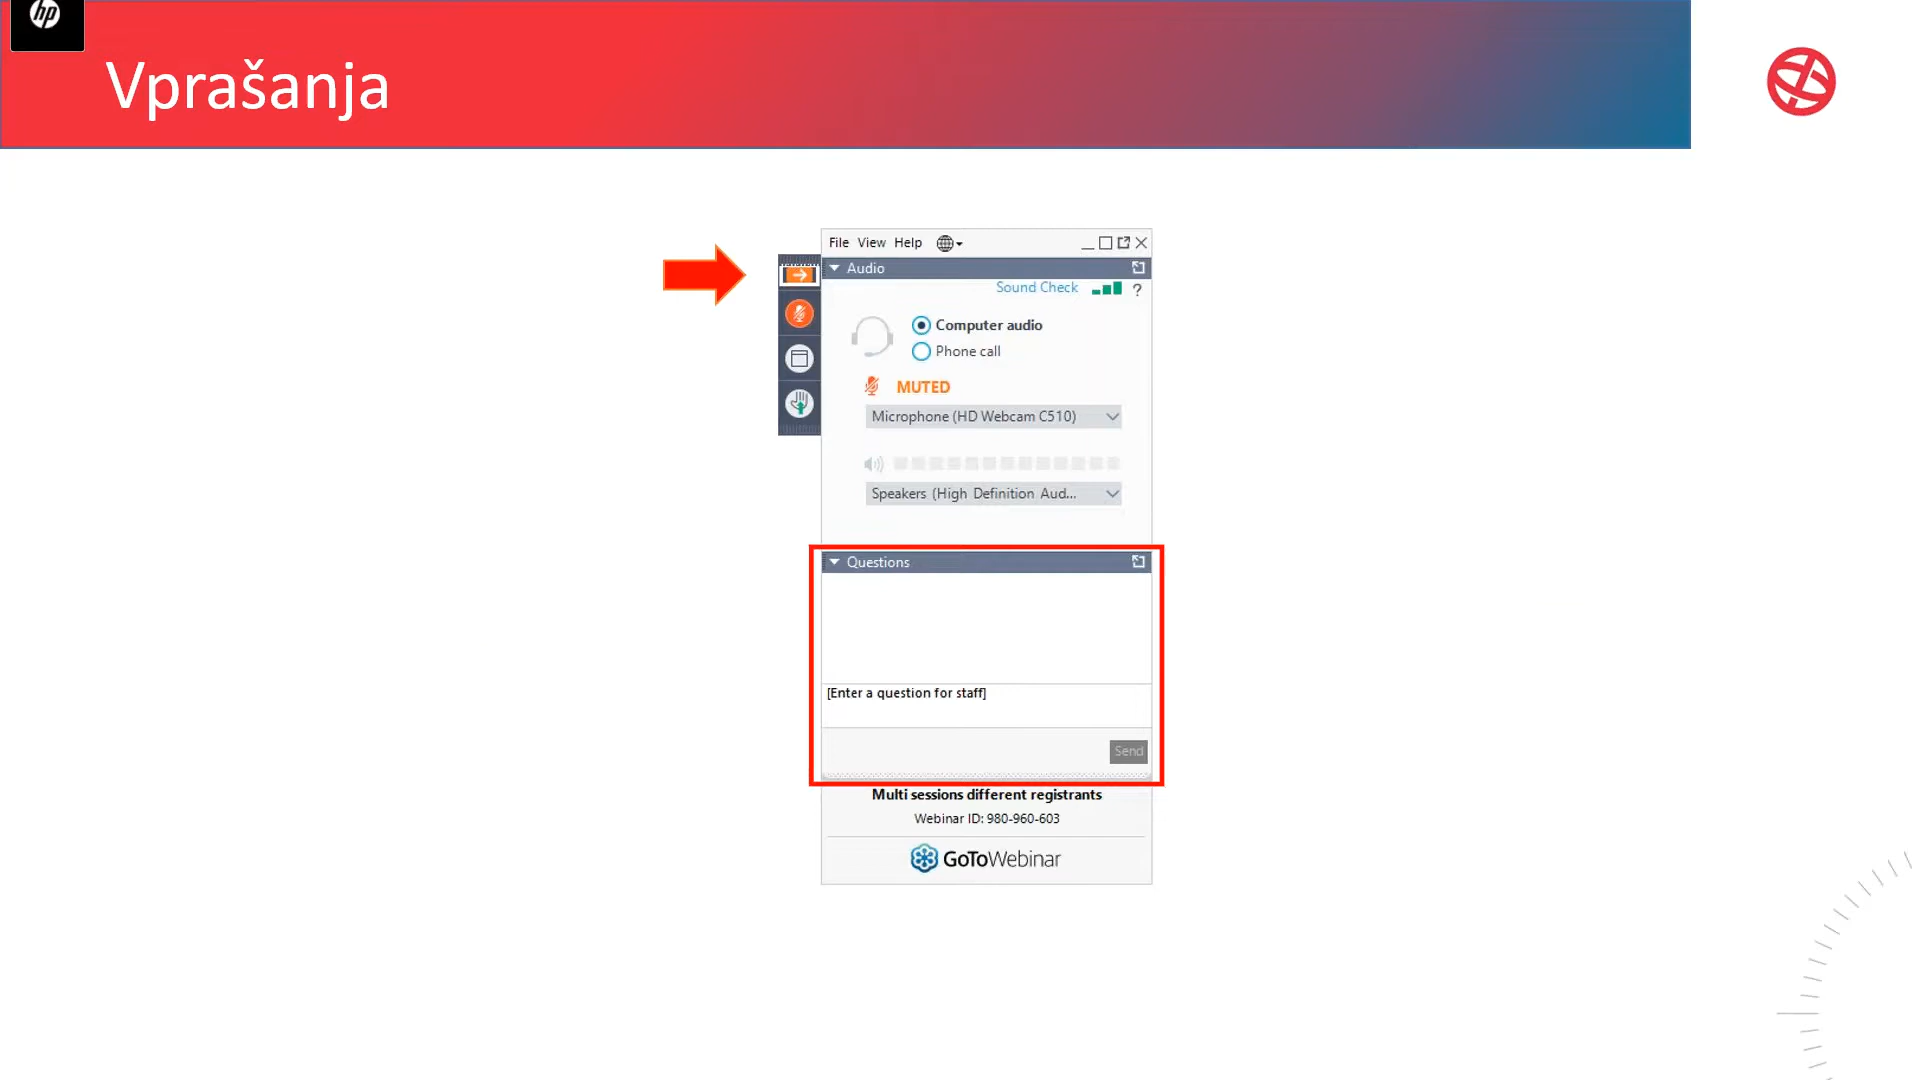 hp
Vprašanja
File View Help
Audio
Sound Check
?
Computer audio
Phone call
MUTED
Microphone (HD Webcam C510)
Speakers (High Definition Aud...
Questions
[Enter a question for staff]
Send
Multi sessions different registrants
Webinar ID: 980-960-603
GoToWebinar